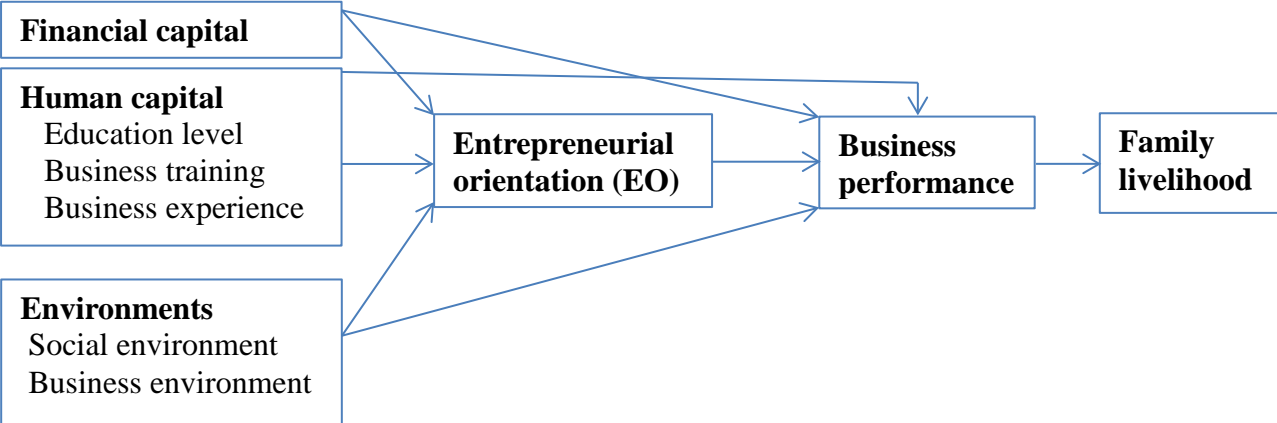 Financial capital
Human capital
Education level
Business training
Business experience
Environments
Social environment
Business environment
Entrepreneurial
orientation (EO)
Business
performance
Family
livelihood